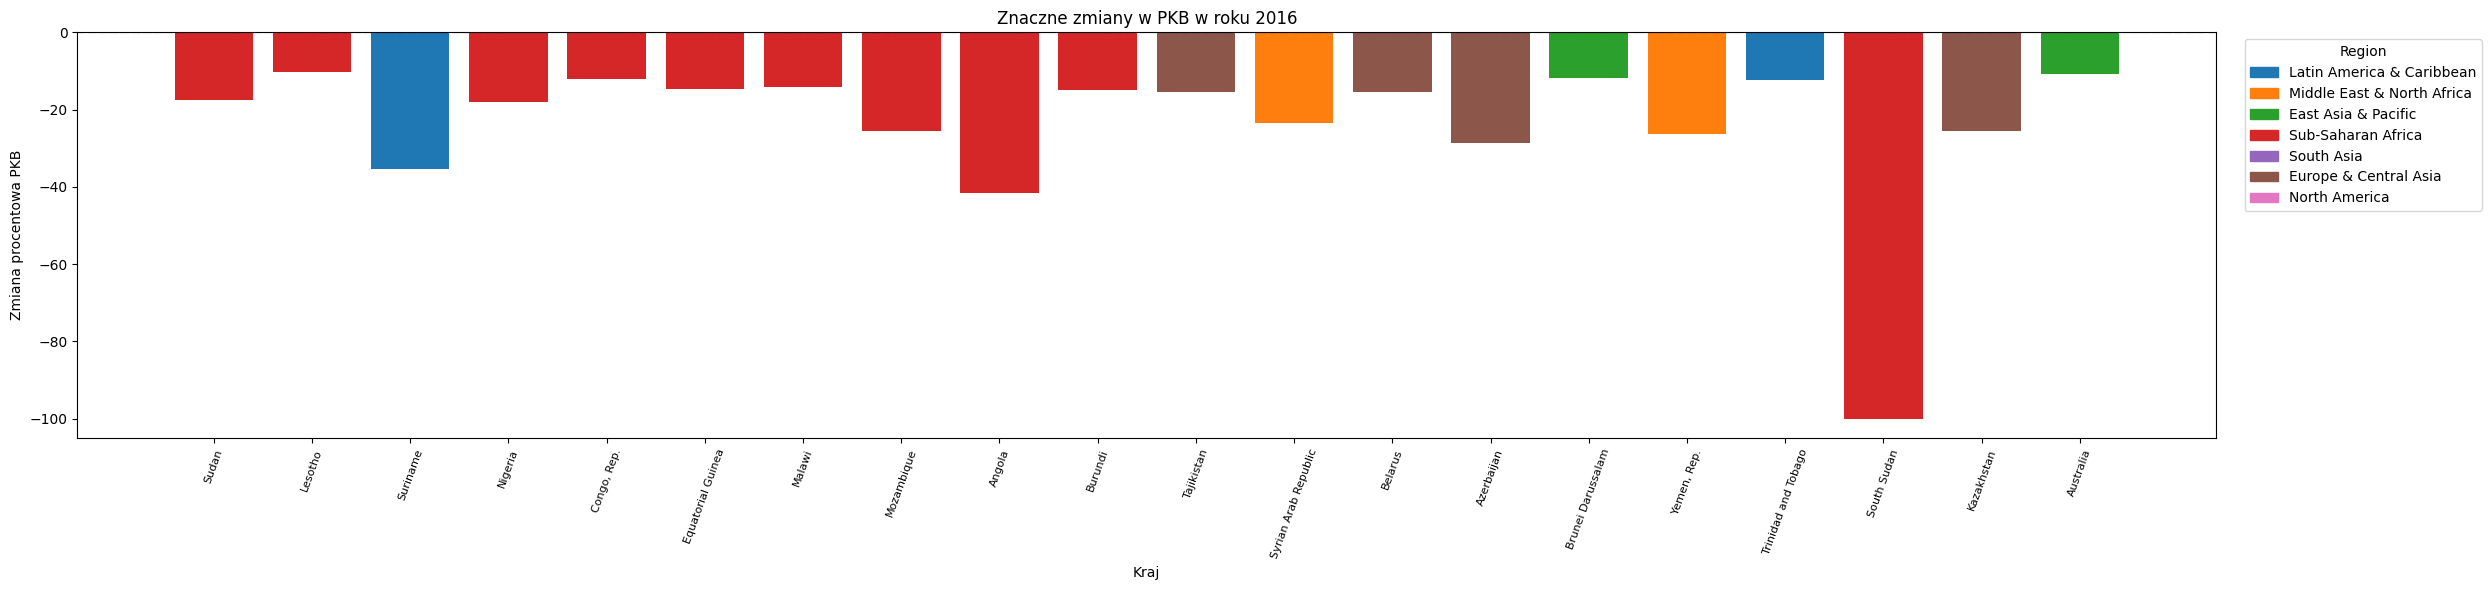 Znaczne zmiany w PKB w roku 2016
Zmiana procentowa PKB
0
−20
−40
−60
−80
−100
Sudan
Lesotho
Suriname
Nigeria
Congo, Rep.
Equatorial Guinea
Malawi
Mozambique
Angola
Burundi
Tajikistan
Syrian Arab Republic
Belarus
Azerbaijan
Brunei Darussalam
Yemen, Rep.
Trinidad and Tobago
South Sudan
Kazakhstan
Australia
Kraj
Region
Latin America & Caribbean
Middle East & North Africa
East Asia & Pacific
Sub-Saharan Africa
South Asia
Europe & Central Asia
North America